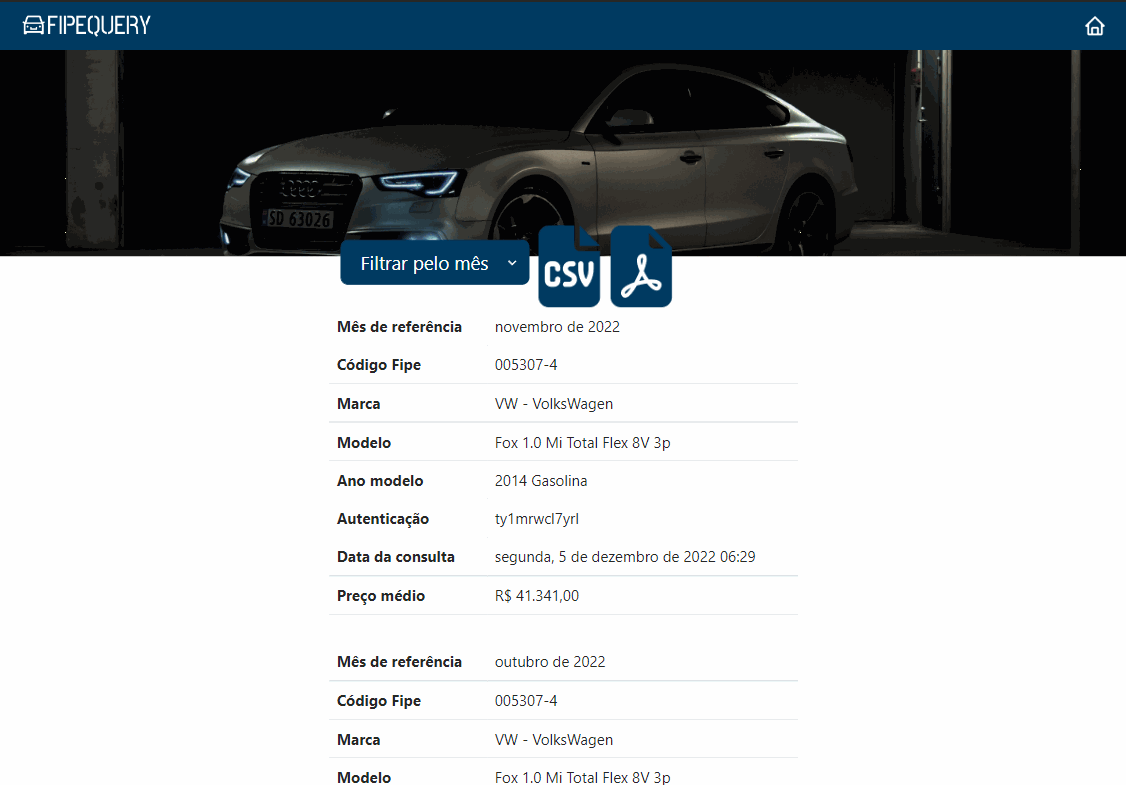 FIPEQUERY
SD 63026
Filtrar pelo mês
CSV
Mês de referência novembro de 2022
Código Fipe 005307-4
Marca VW - VolksWagen
Modelo Fox 1.0 Mi Total Flex 8V 3p
Ano modelo 2014 Gasolina
Autenticação ty1mrwcl7yrl
Data da consulta segunda, 5 de dezembro de 2022 06:29
Preço médio R$ 41.341,00
Mês de referência outubro de 2022
Código Fipe 005307-4
Marca VW - VolksWagen
Modelo Fox 1.0 Mi Total Flex 8V 3p